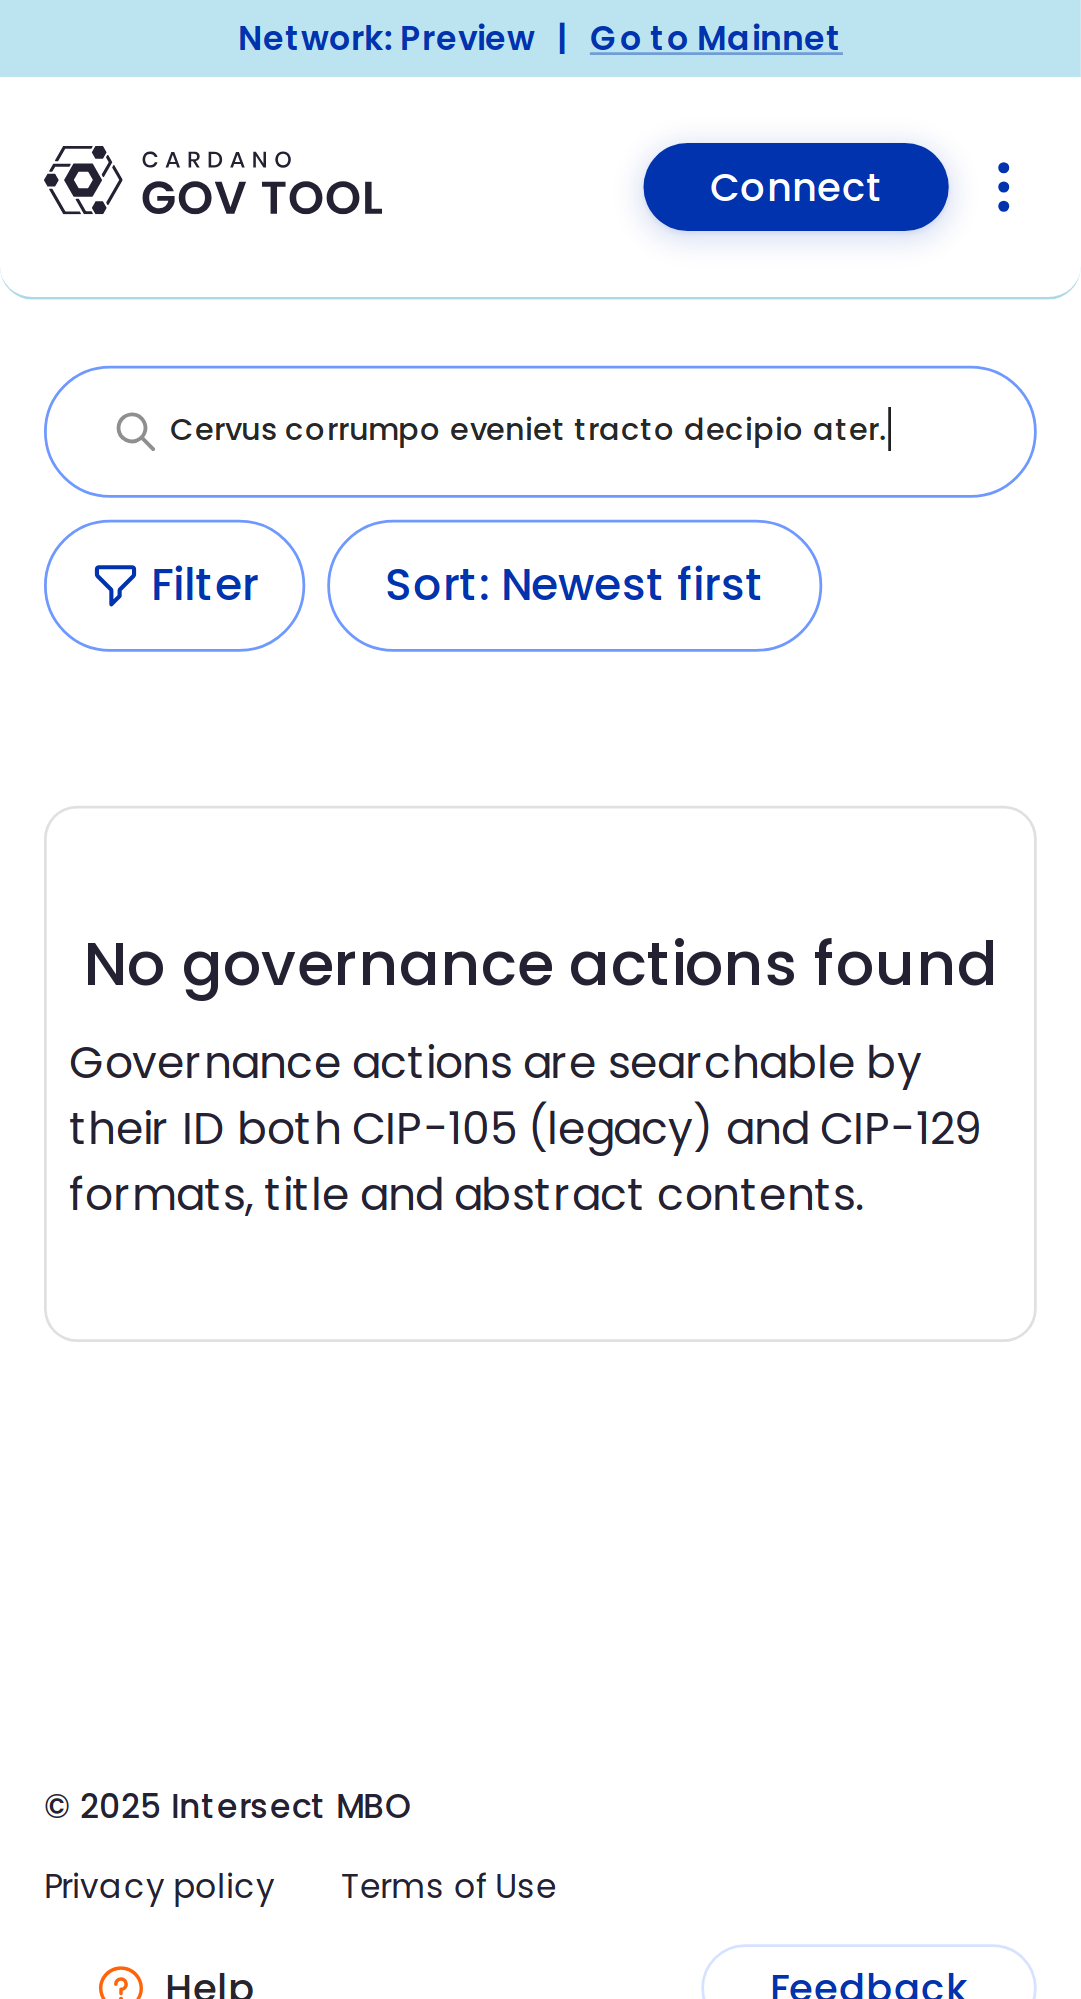 Network: Preview | Go to Mainnet
CARDANO
GOV TOOL
Connect
Cervus corrumpo eveniet tracto decipio ater.
Filter
Sort: Newest first
No governance actions found
Governance actions are searchable by
their ID both CIP-105 (legacy) and CIP-129
formats, title and abstract contents.
© 2025 Intersect MBO
Privacy policy
Terms of Use
Help
Feedback